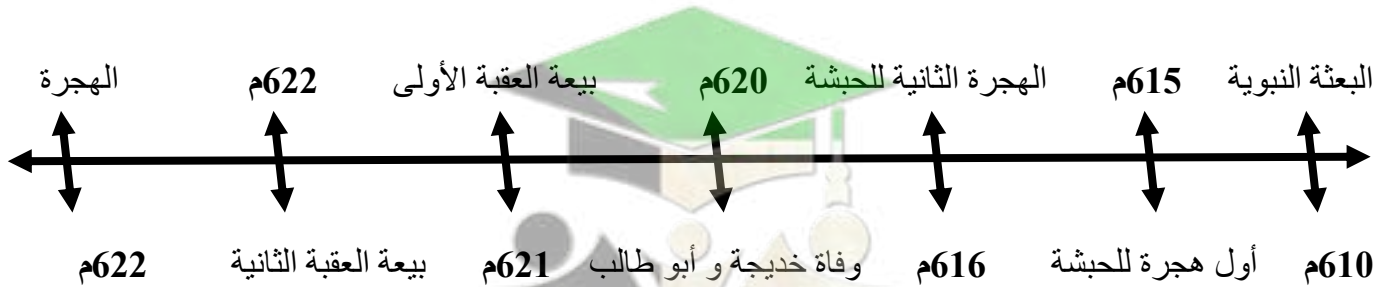 البعثة النبوية 615م الهجرة الثانية للحبشة 620م بيعة العقبة الأولى 622م الهجرة
610م أول هجرة للحبشة 616م وفاة خديجة و أبو طالب 621م بيعة العقبة الثانية 622م